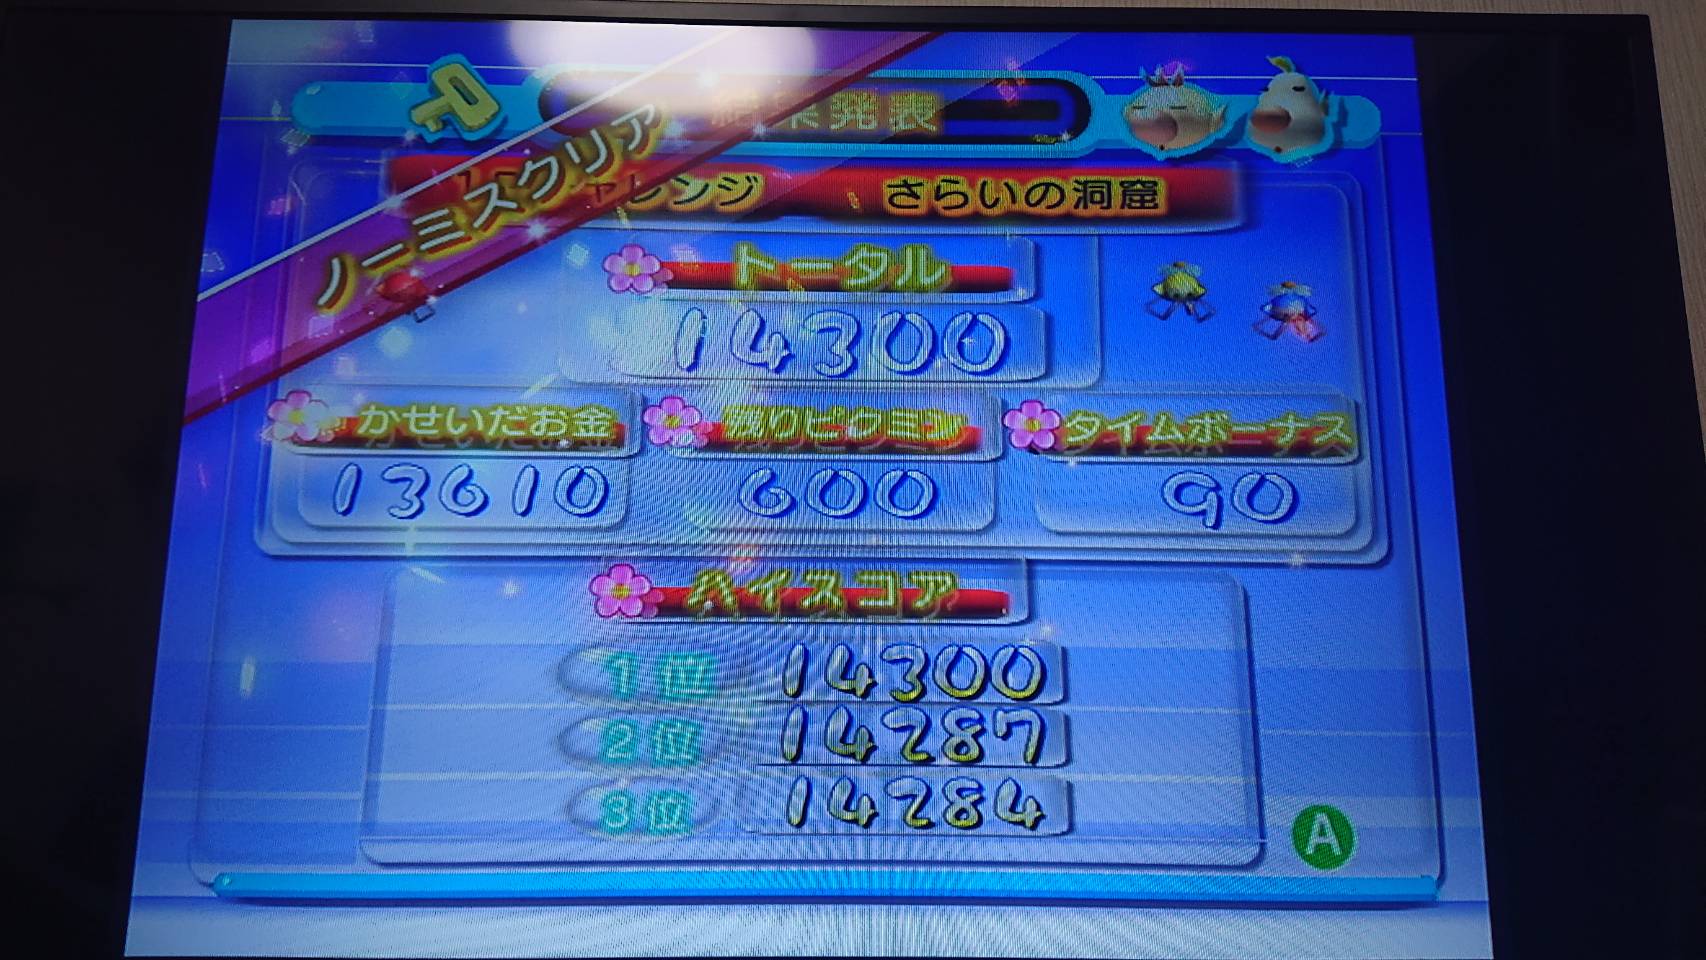 結果発表
ノーミスクリア
ャレンジ さらいの洞窟
トータル
14300
かせいだお金 残りピクミン タイムボーナス
13610 600 90
ハイスコア
1位 14300
2位 14287
3位 14284
A